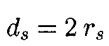 d_s = 2 r_s